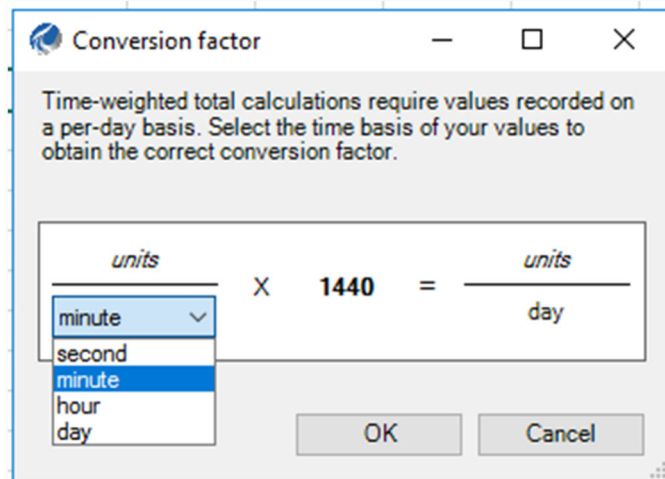 Conversion factor
Time-weighted total calculations require values recorded on
a per-day basis. Select the time basis of your values to
obtain the correct conversion factor.
units
units
X 1440 =
minute
day
second
minute
hour
day
OK Cancel